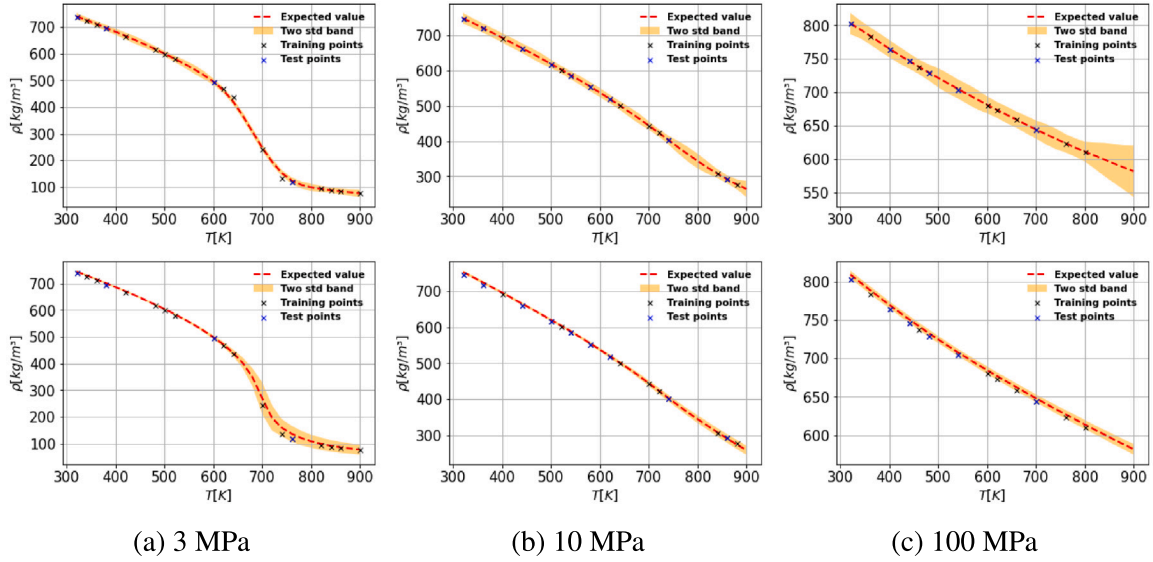 700
600
500
400
300
200
100
ρ[kg/m³]
300 400 500 600 700 800 900
T[K]
Expected value
Two std band
Training points
Test points
700
600
500
400
300
ρ[kg/m³]
300 400 500 600 700 800 900
T[K]
Expected value
Two std band
Training points
Test points
800
750
700
650
600
550
ρ[kg/m³]
300 400 500 600 700 800 900
T[K]
Expected value
Two std band
Training points
Test points
700
600
500
400
300
200
100
ρ[kg/m³]
300 400 500 600 700 800 900
T[K]
Expected value
Two std band
Training points
Test points
700
600
500
400
300
ρ[kg/m³]
300 400 500 600 700 800 900
T[K]
Expected value
Two std band
Training points
Test points
800
750
700
650
600
ρ[kg/m³]
300 400 500 600 700 800 900
T[K]
Expected value
Two std band
Training points
Test points
(a) 3 MPa
(b) 10 MPa
(c) 100 MPa